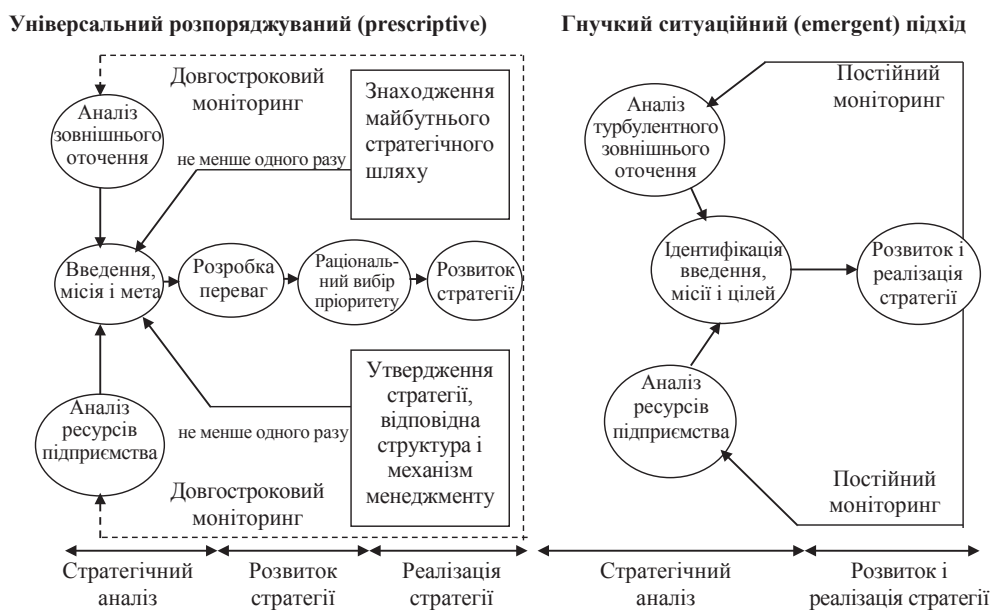 Універсальний розпоряджуваний (prescriptive)
Довгостроковий
моніторинг
Аналіз
зовнішнього
оточення
Знаходження
майбутнього
стратегічного
шляху
не менше одного разу
Введення,
місія і мета
Розробка
переваг
Раціональ-
ний вибір
пріоритету
Розвиток
стратегії
Аналіз
ресурсів
підприємства
не менше одного разу
Утвердження
стратегії,
відповідна
структура і
механізм
менеджменту
Довгостроковий
моніторинг
Стратегічний
аналіз
Розвиток
стратегії
Реалізація
стратегії
Гнучкий ситуаційний (emergent) підхід
Постійний
моніторинг
Аналіз
турбулентного
зовнішнього
оточення
Ідентифікація
введення,
місії і цілей
Розвиток і
реалізація
стратегії
Аналіз
ресурсів
підприємства
Постійний
моніторинг
Стратегічний
аналіз
Розвиток і
реалізація стратегії